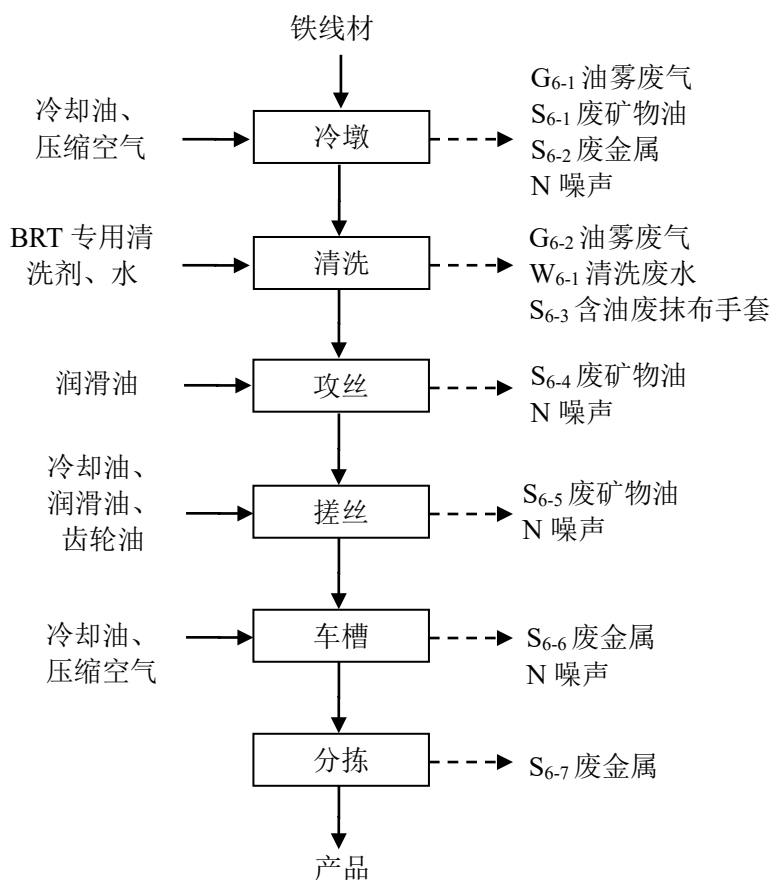 铁线材
冷却油、
压缩空气
冷墩
G6-1 油雾废气
S6-1 废矿物油
S6-2 废金属
N 噪声
BRT 专用清
洗剂、水
清洗
G6-2 油雾废气
W6-1 清洗废水
S6-3 含油废抹布手套
润滑油
攻丝
S6-4 废矿物油
N 噪声
冷却油、
润滑油、
齿轮油
搓丝
S6-5 废矿物油
N 噪声
冷却油、
压缩空气
车槽
S6-6 废金属
N 噪声
分拣
S6-7 废金属
产品